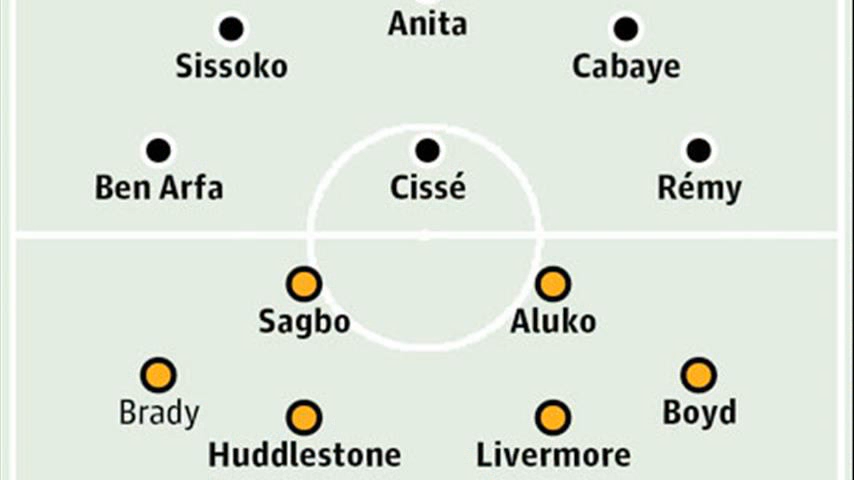 Anita
Sissoko
Cabaye
Ben Arfa
Cissé
Rémy
Sagbo
Aluko
Brady
Boyd
Huddlestone
Livermore